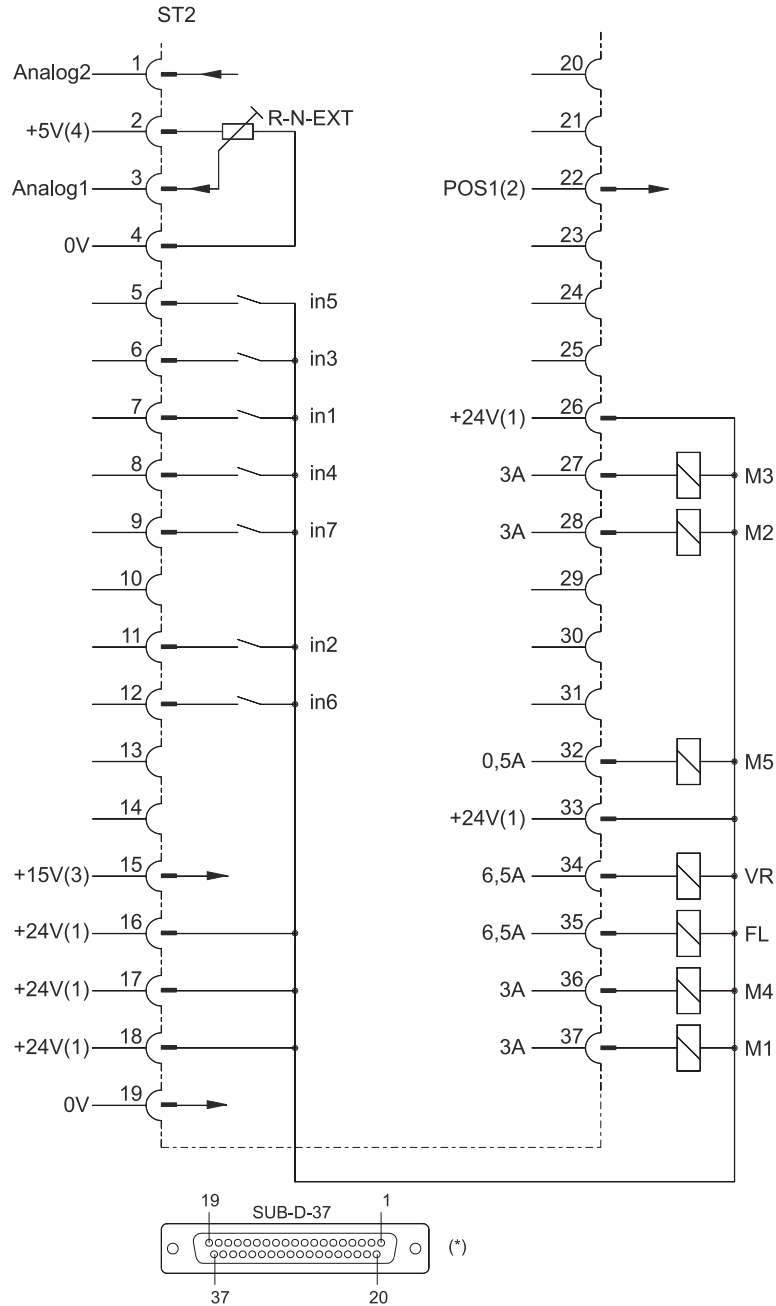 ST2
Analog2 1
+5V(4) 2 R-N-EXT
Analog1 3
0V 4
5 in5
6 in3
7 in1
8 in4
9 in7
10
11 in2
12 in6
13
14
+15V(3) 15
+24V(1) 16
+24V(1) 17
+24V(1) 18
0V 19
20
21
POS1(2) 22
23
24
25
+24V(1) 26
3A 27 M3
3A 28 M2
29
30
31
0,5A 32 M5
+24V(1) 33
6,5A 34 VR
6,5A 35 FL
3A 36 M4
3A 37 M1
19 SUB-D-37 1
(*)
37 20